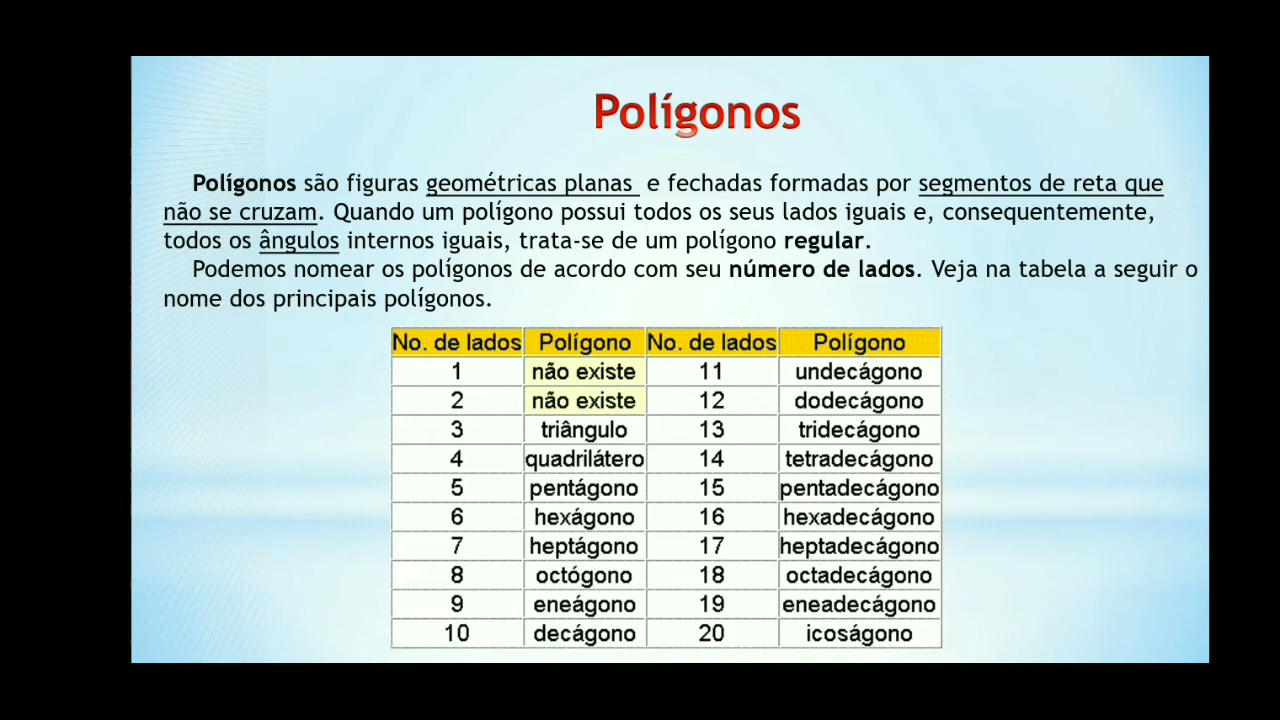 Polígonos
Polígonos são figuras geométricas planas e fechadas formadas por segmentos de reta que
não se cruzam. Quando um polígono possui todos os seus lados iguais e, consequentemente,
todos os ângulos internos iguais, trata-se de um polígono regular.
Podemos nomear os polígonos de acordo com seu número de lados. Veja na tabela a seguir o
nome dos principais polígonos.
No. de lados Polígono No. de lados Polígono
1 não existe 11 undecágono
2 não existe 12 dodecágono
3 triângulo 13 tridecágono
4 quadrilátero 14 tetradecágono
5 pentágono 15 pentadecágono
6 hexágono 16 hexadecágono
7 heptágono 17 heptadecágono
8 octógono 18 octadecágono
9 eneágono 19 eneadecágono
10 decágono 20 icoságono